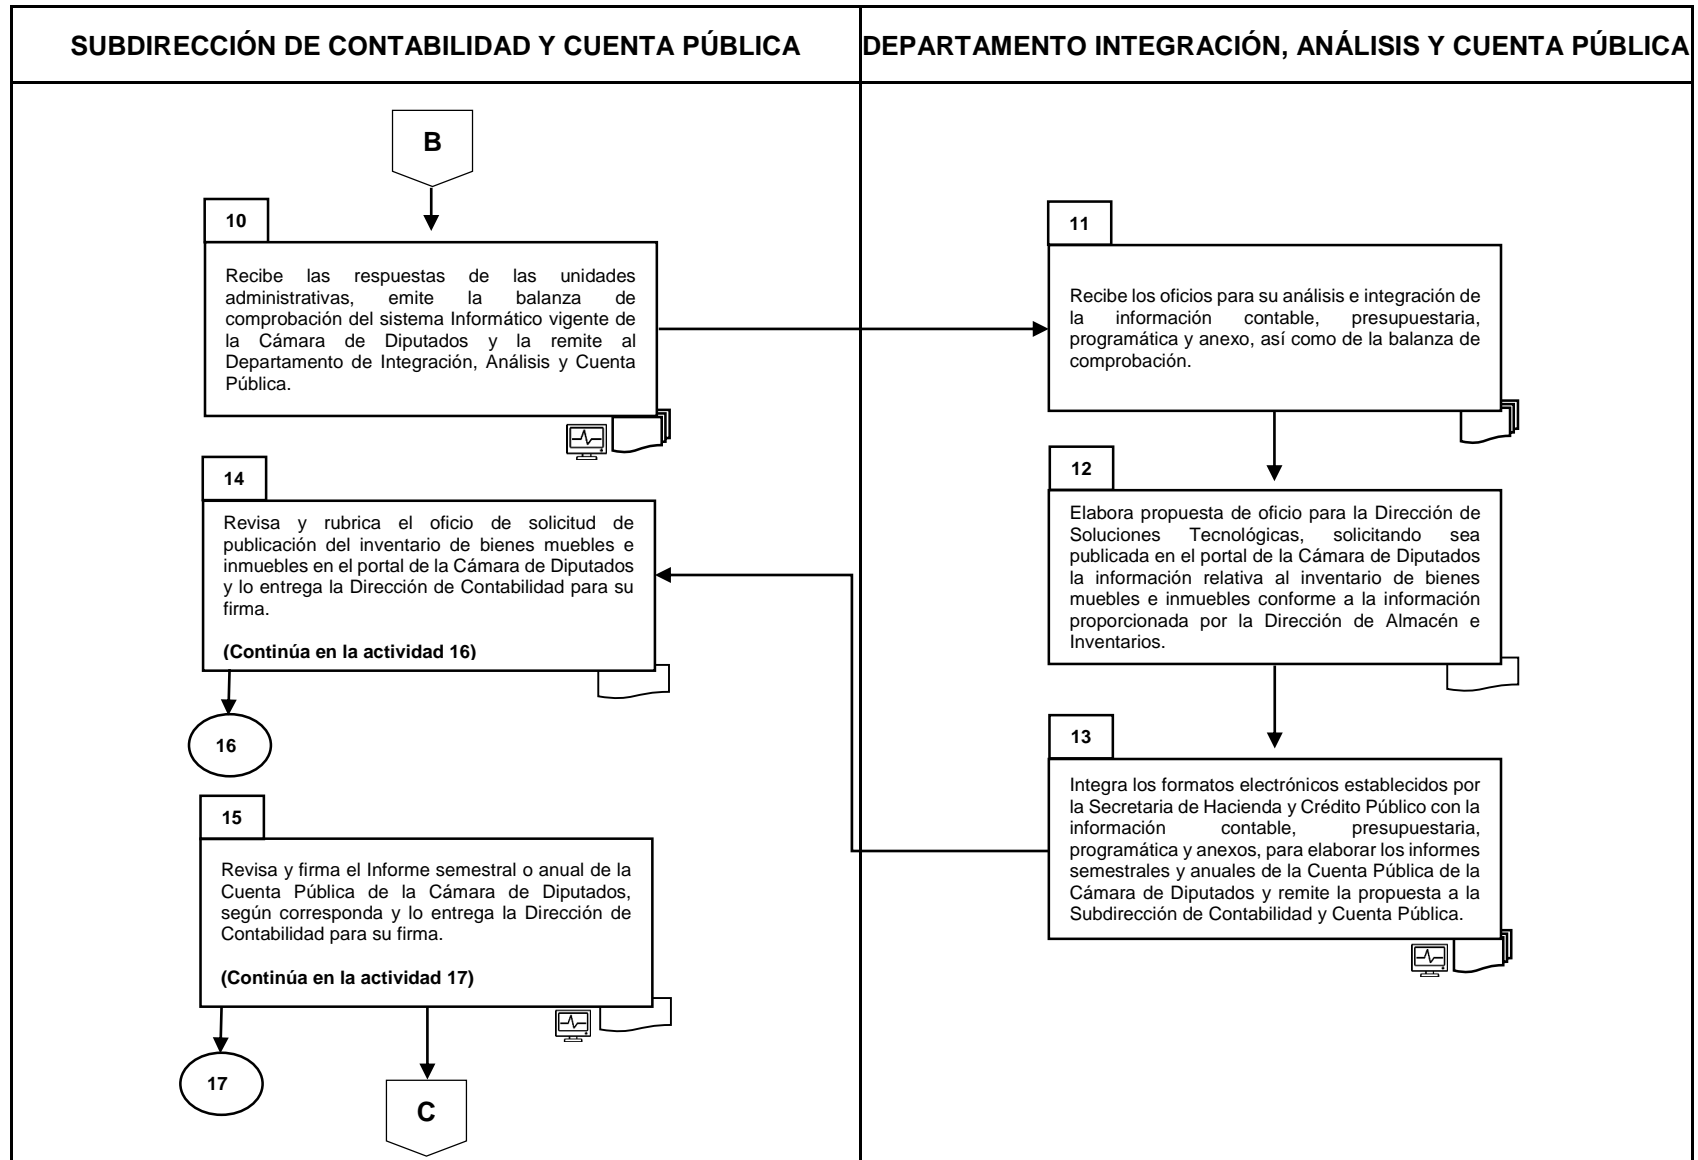 SUBDIRECCIÓN DE CONTABILIDAD Y CUENTA PÚBLICA
DEPARTAMENTO INTEGRACIÓN, ANÁLISIS Y CUENTA PÚBLICA
B
10
Recibe las respuestas de las unidades
administrativas, emite la balanza de
comprobación del sistema Informático vigente de
la Cámara de Diputados y la remite al
Departamento de Integración, Análisis y Cuenta
Pública.
11
Recibe los oficios para su análisis e integración de
la información contable, presupuestaria,
programática y anexo, así como de la balanza de
comprobación.
12
Elabora propuesta de oficio para la Dirección de
Soluciones Tecnológicas, solicitando sea
publicada en el portal de la Cámara de Diputados
la información relativa al inventario de bienes
muebles e inmuebles conforme a la información
proporcionada por la Dirección de Almacén e
Inventarios.
13
Integra los formatos electrónicos establecidos por
la Secretaria de Hacienda y Crédito Público con la
información contable, presupuestaria,
programática y anexos, para elaborar los informes
semestrales y anuales de la Cuenta Pública de la
Cámara de Diputados y remite la propuesta a la
Subdirección de Contabilidad y Cuenta Pública.
14
Revisa y rubrica el oficio de solicitud de
publicación del inventario de bienes muebles e
inmuebles en el portal de la Cámara de Diputados
y lo entrega la Dirección de Contabilidad para su
firma.
(Continúa en la actividad 16)
16
15
Revisa y firma el Informe semestral o anual de la
Cuenta Pública de la Cámara de Diputados,
según corresponda y lo entrega la Dirección de
Contabilidad para su firma.
(Continúa en la actividad 17)
17
C